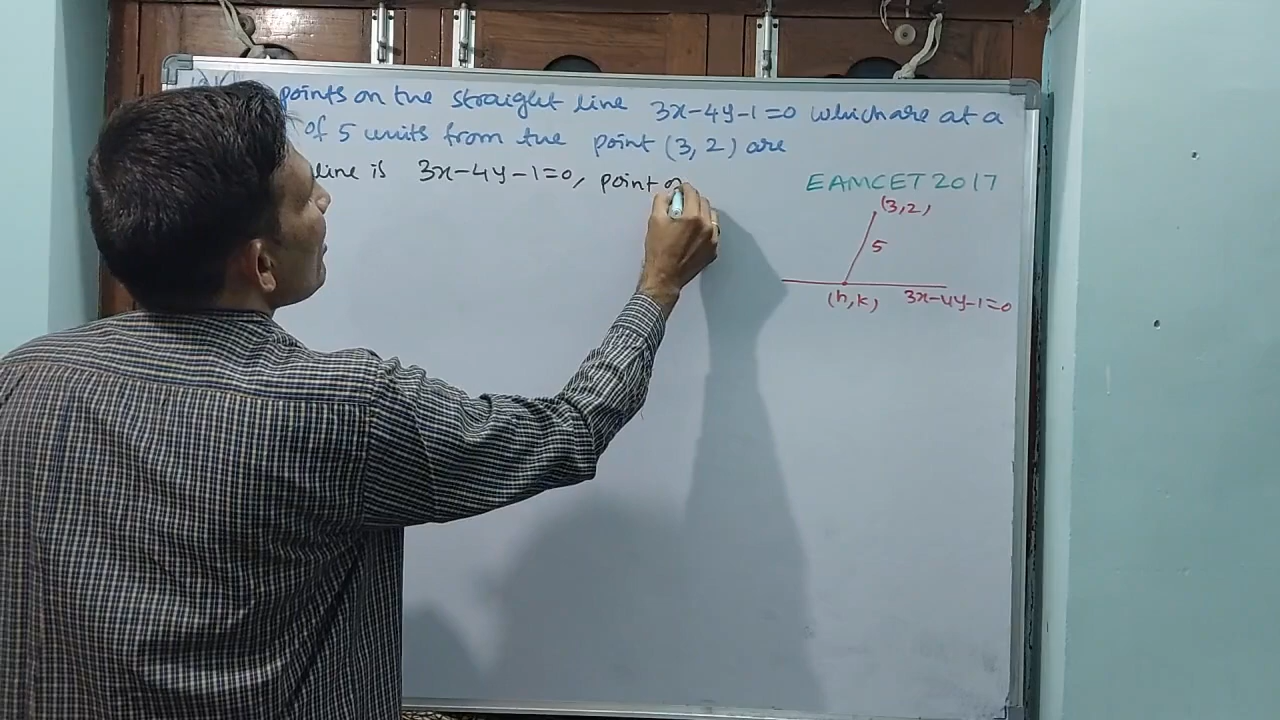 points on the straight line 3x-4y-1=0 which are at a
of 5 units from the point (3, 2) are
line is 3x-4y-1=0, point
EAMCET 2017
(3,2)
5
(h,k) 3x-4y-1=0